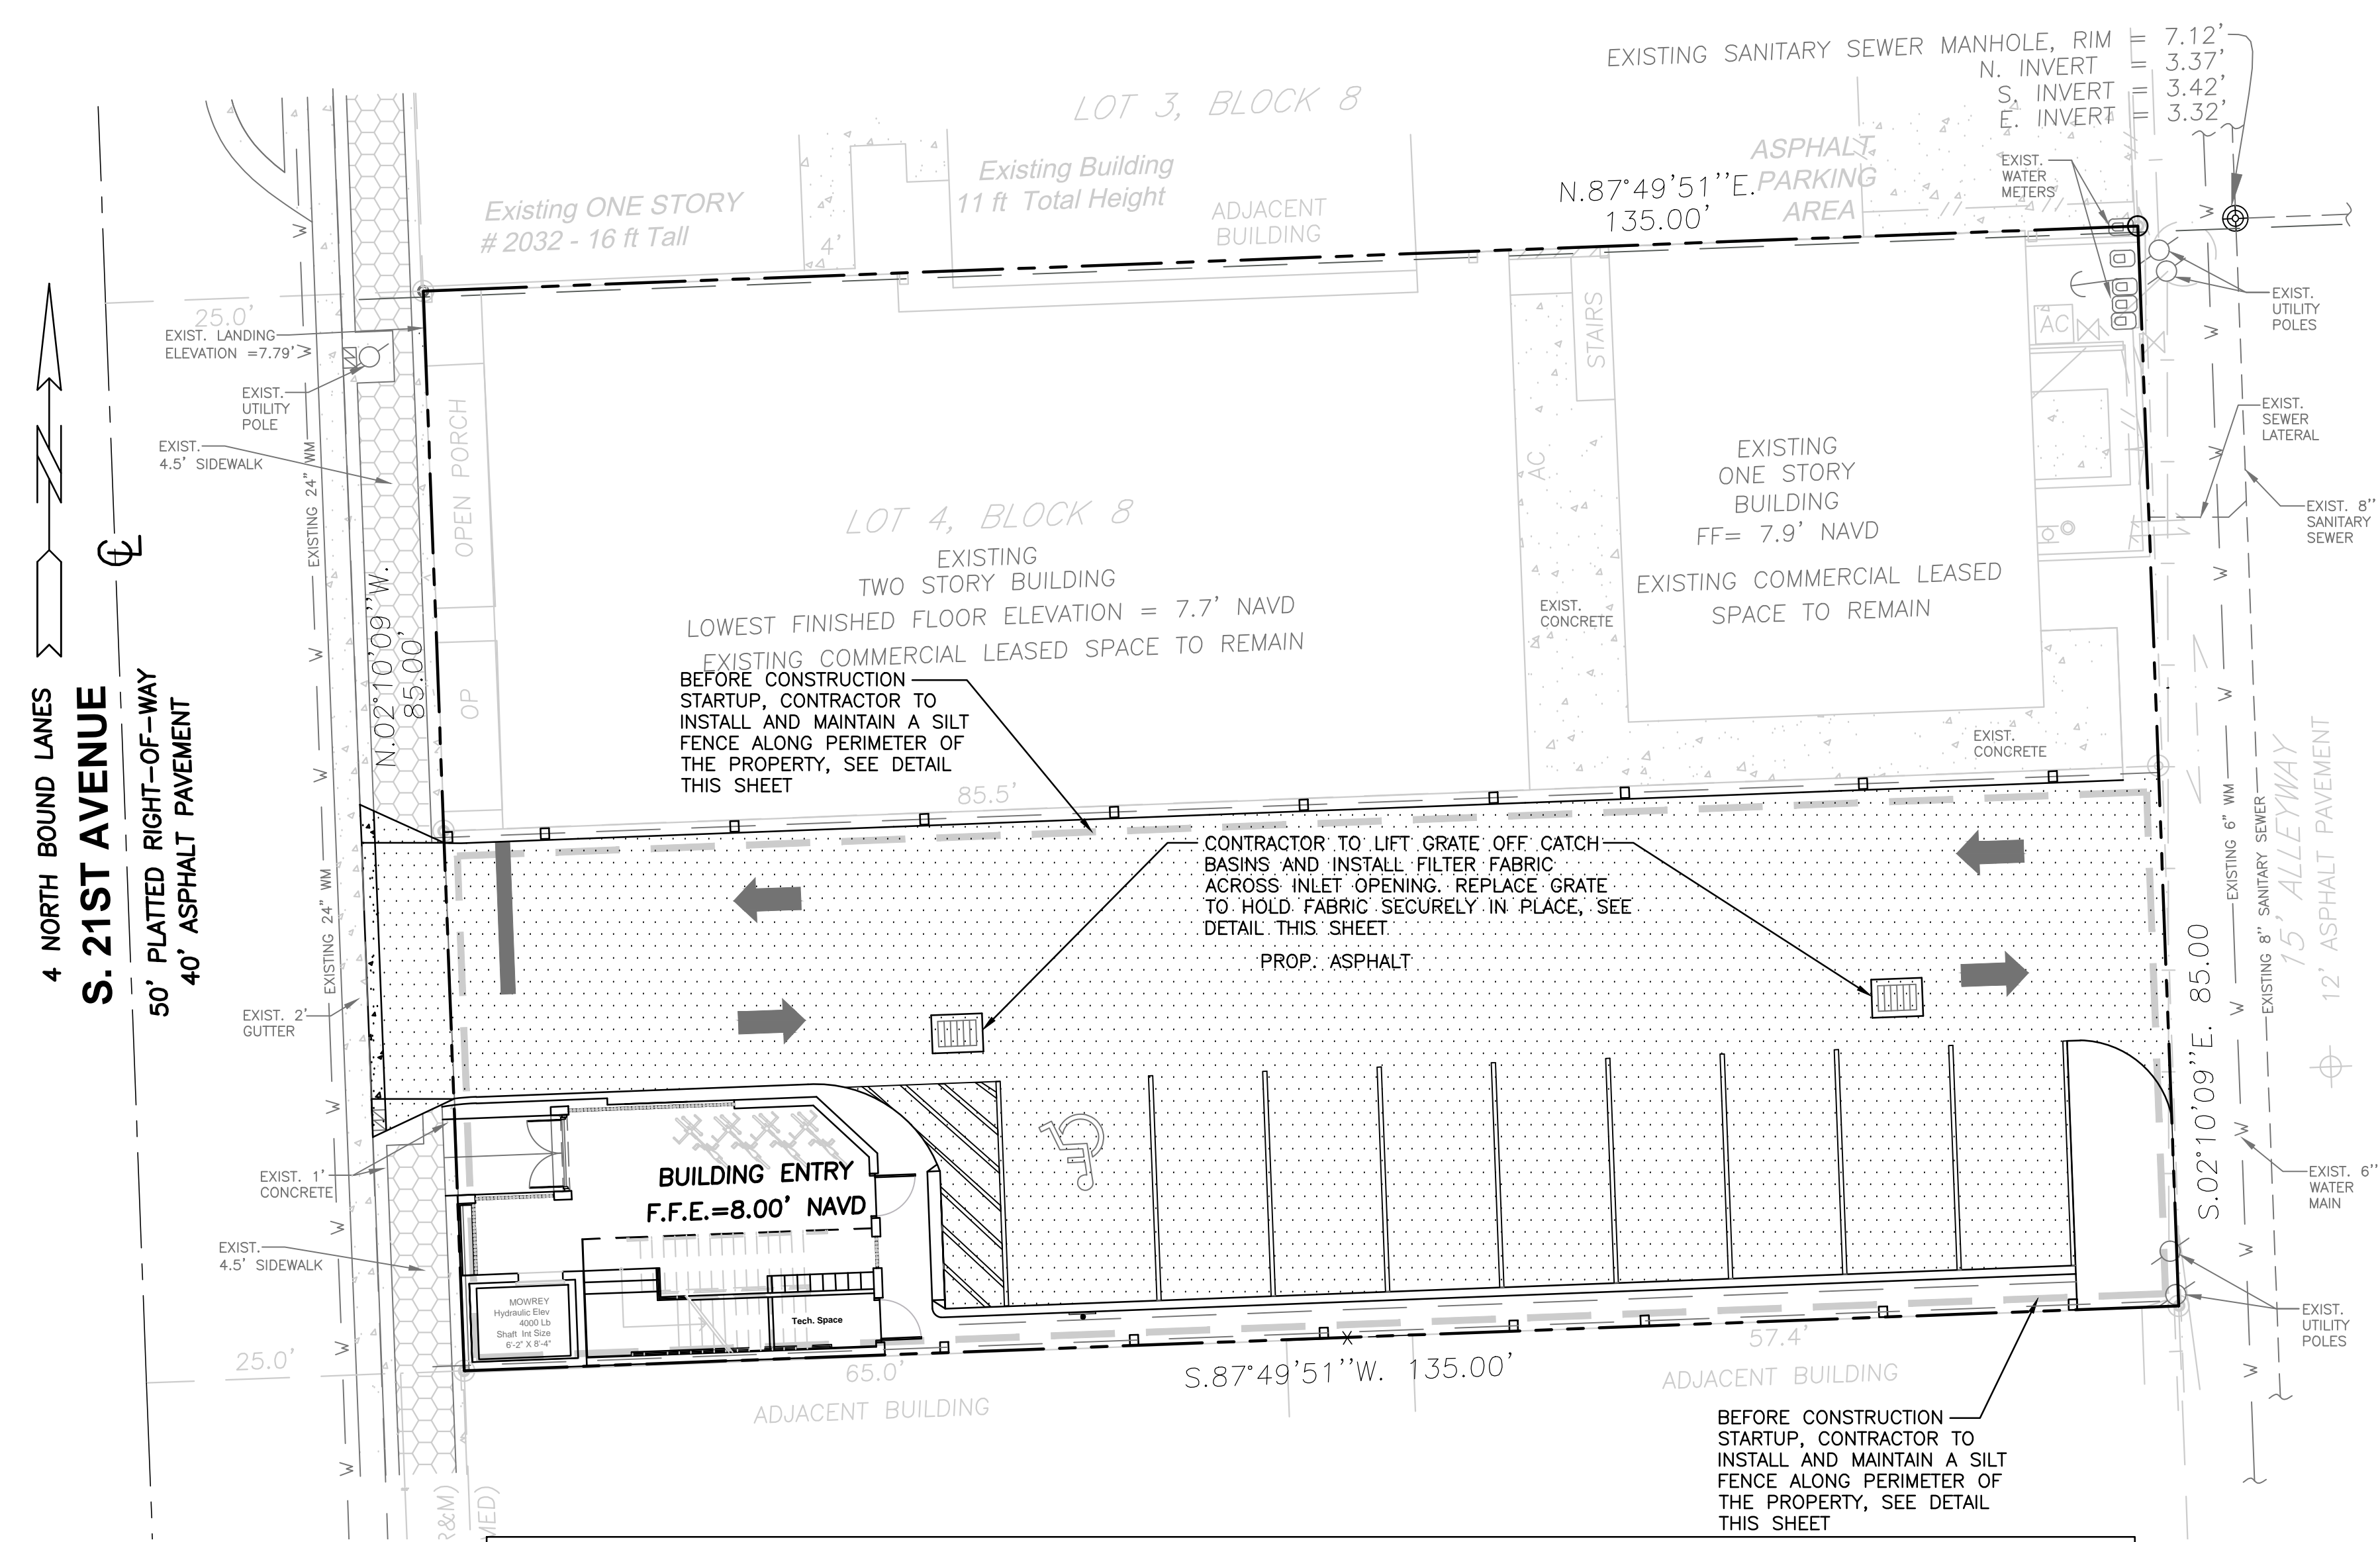 EXISTING SANITARY SEWER MANHOLE, RIM = 7.12'
N. INVERT = 3.37'
S. INVERT = 3.42'
E. INVERT = 3.32'
LOT 3, BLOCK 8
Existing ONE STORY
# 2032 - 16 ft Tall
4'
Existing Building
11 ft Total Height
ADJACENT
BUILDING
N.87°49'51''E.
135.00'
ASPHALT
PARKING
AREA
EXIST.
WATER
METERS
EXIST.
UTILITY
POLES
25.0'
EXIST. LANDING
ELEVATION =7.79'
EXIST.
UTILITY
POLE
EXIST.
4.5' SIDEWALK
EXISTING 24" WM
W
N
CL
OPEN PORCH
OP
N.02°10'09''W.
85.00'
STAIRS
AC
AC
LOT 4, BLOCK 8
EXISTING
TWO STORY BUILDING
LOWEST FINISHED FLOOR ELEVATION = 7.7' NAVD
EXISTING COMMERCIAL LEASED SPACE TO REMAIN
EXISTING
ONE STORY
BUILDING
FF= 7.9' NAVD
EXISTING COMMERCIAL LEASED
SPACE TO REMAIN
EXIST.
CONCRETE
EXIST.
CONCRETE
EXIST.
SEWER
LATERAL
EXIST. 8''
SANITARY
SEWER
4 NORTH BOUND LANES
S. 21ST AVENUE
50' PLATTED RIGHT-OF-WAY
40' ASPHALT PAVEMENT
BEFORE CONSTRUCTION
STARTUP, CONTRACTOR TO
INSTALL AND MAINTAIN A SILT
FENCE ALONG PERIMETER OF
THE PROPERTY, SEE DETAIL
THIS SHEET
85.5'
CONTRACTOR TO LIFT GRATE OFF CATCH
BASINS AND INSTALL FILTER FABRIC
ACROSS INLET OPENING. REPLACE GRATE
TO HOLD FABRIC SECURELY IN PLACE, SEE
DETAIL THIS SHEET
PROP. ASPHALT
EXISTING 24" WM
EXISTING 6" WM
EXISTING 8'' SANITARY SEWER
15' ALLEYWAY
12' ASPHALT PAVEMENT
S.02°10'09''E. 85.00
EXIST. 2'
GUTTER
EXIST. 1'
CONCRETE
EXIST.
4.5' SIDEWALK
BUILDING ENTRY
F.F.E.=8.00' NAVD
MOWREY
Hydraulic Elev
4000 Lb
Shaft Int Size
6'-2" X 8'-4"
Tech. Space
EXIST. 6''
WATER
MAIN
EXIST.
UTILITY
POLES
25.0'
65.0'
ADJACENT BUILDING
X
S.87°49'51''W. 135.00'
57.4'
ADJACENT BUILDING
BEFORE CONSTRUCTION
STARTUP, CONTRACTOR TO
INSTALL AND MAINTAIN A SILT
FENCE ALONG PERIMETER OF
THE PROPERTY, SEE DETAIL
THIS SHEET
R&M)
MED)